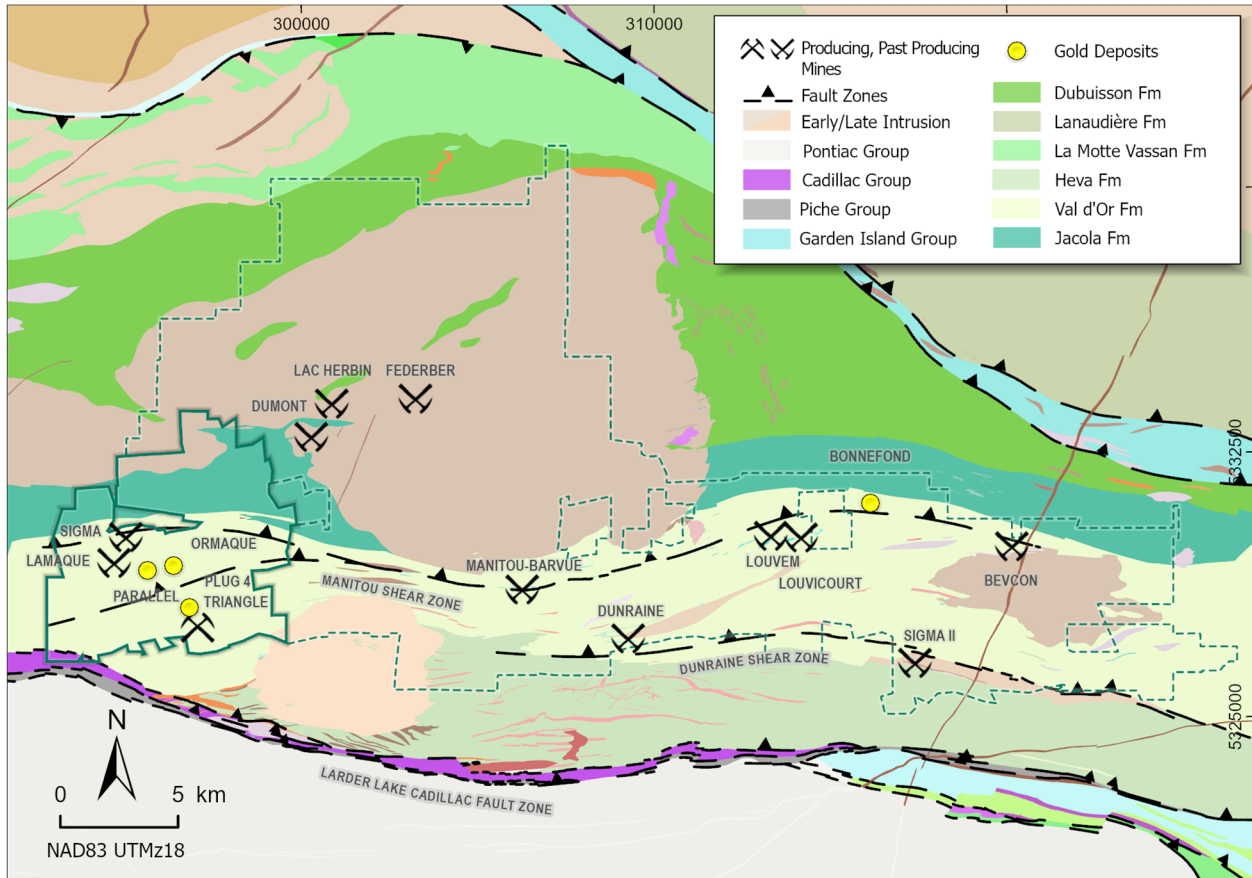 300000
310000
Producing, Past Producing
Mines
Gold Deposits
Fault Zones
Dubuisson Fm
Early/Late Intrusion
Lanaudière Fm
Pontiac Group
La Motte Vassan Fm
Cadillac Group
Heva Fm
Piche Group
Val d'Or Fm
Garden Island Group
Jacola Fm
LAC HERBIN
FEDERBER
DUMONT
BONNEFOND
5332500
SIGMA
ORMAQUE
LAMAQUE
PLUG 4
PARALLEL
TRIANGLE
MANITOU SHEAR ZONE
MANITOU-BARVUE
LOUVEM
LOUVICOURT
BEVCON
DUNRAINE
SIGMA II
DUNRAINE SHEAR ZONE
5325000
N
LARDER LAKE CADILLAC FAULT ZONE
0 5 km
NAD83 UTMz18